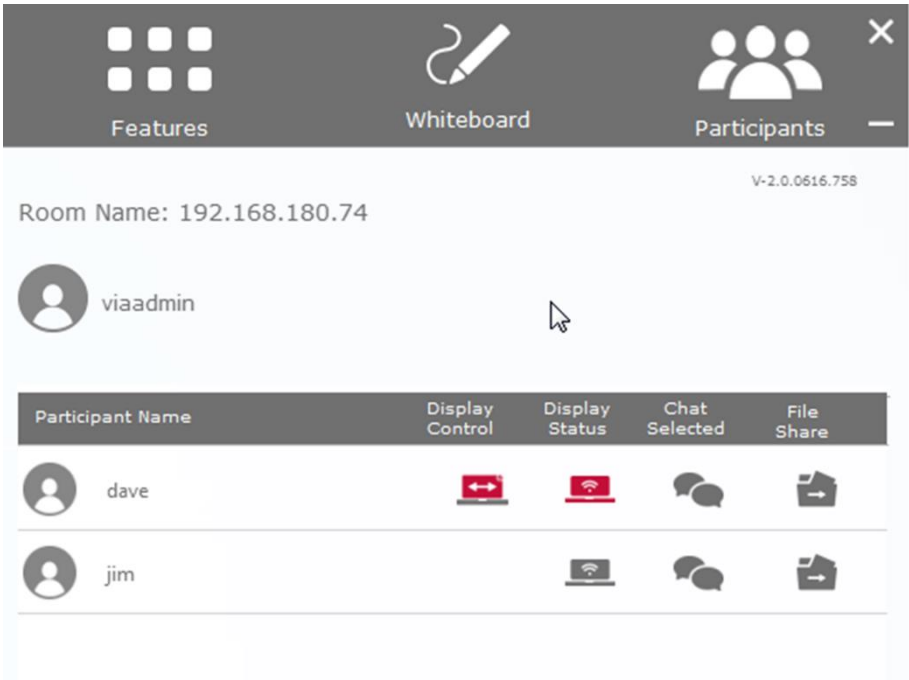 Features
Whiteboard
Participants
V-2.0.0616.758
Room Name: 192.168.180.74
viaadmin
Participant Name
Display Control
Display Status
Chat Selected
File Share
dave
jim